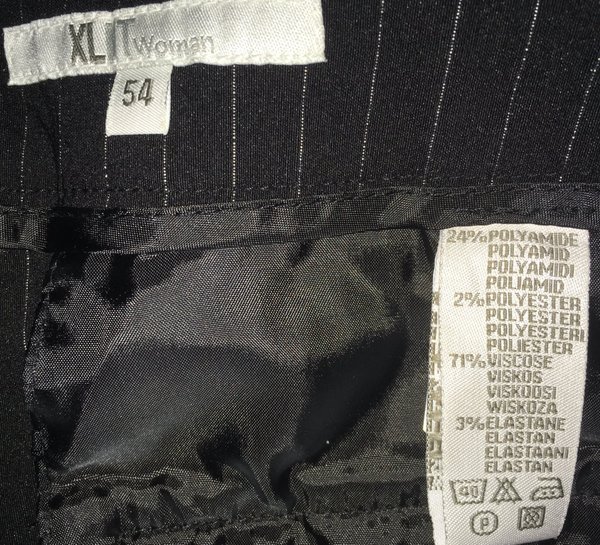 XL IT Woman
54
24% POLYAMIDE
POLYAMID
POLYAMIDI
POLIAMID
2% POLYESTER
POLYESTER
POLYESTERI
POLIESTER
71% VISCOSE
VISKOS
VISKOOSI
WISKOZA
3% ELASTANE
ELASTAN
ELASTAANI
ELASTAN
40
P